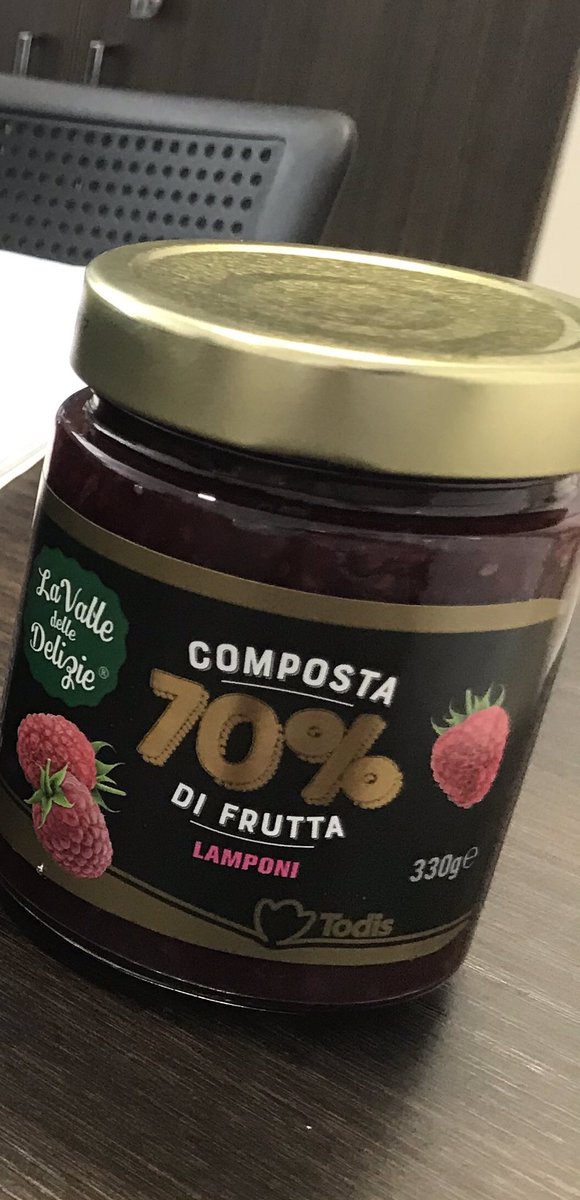 La Valle
delle
Delizie®
COMPOSTA
70%
DI FRUTTA
LAMPONI
330g ℮
Todis